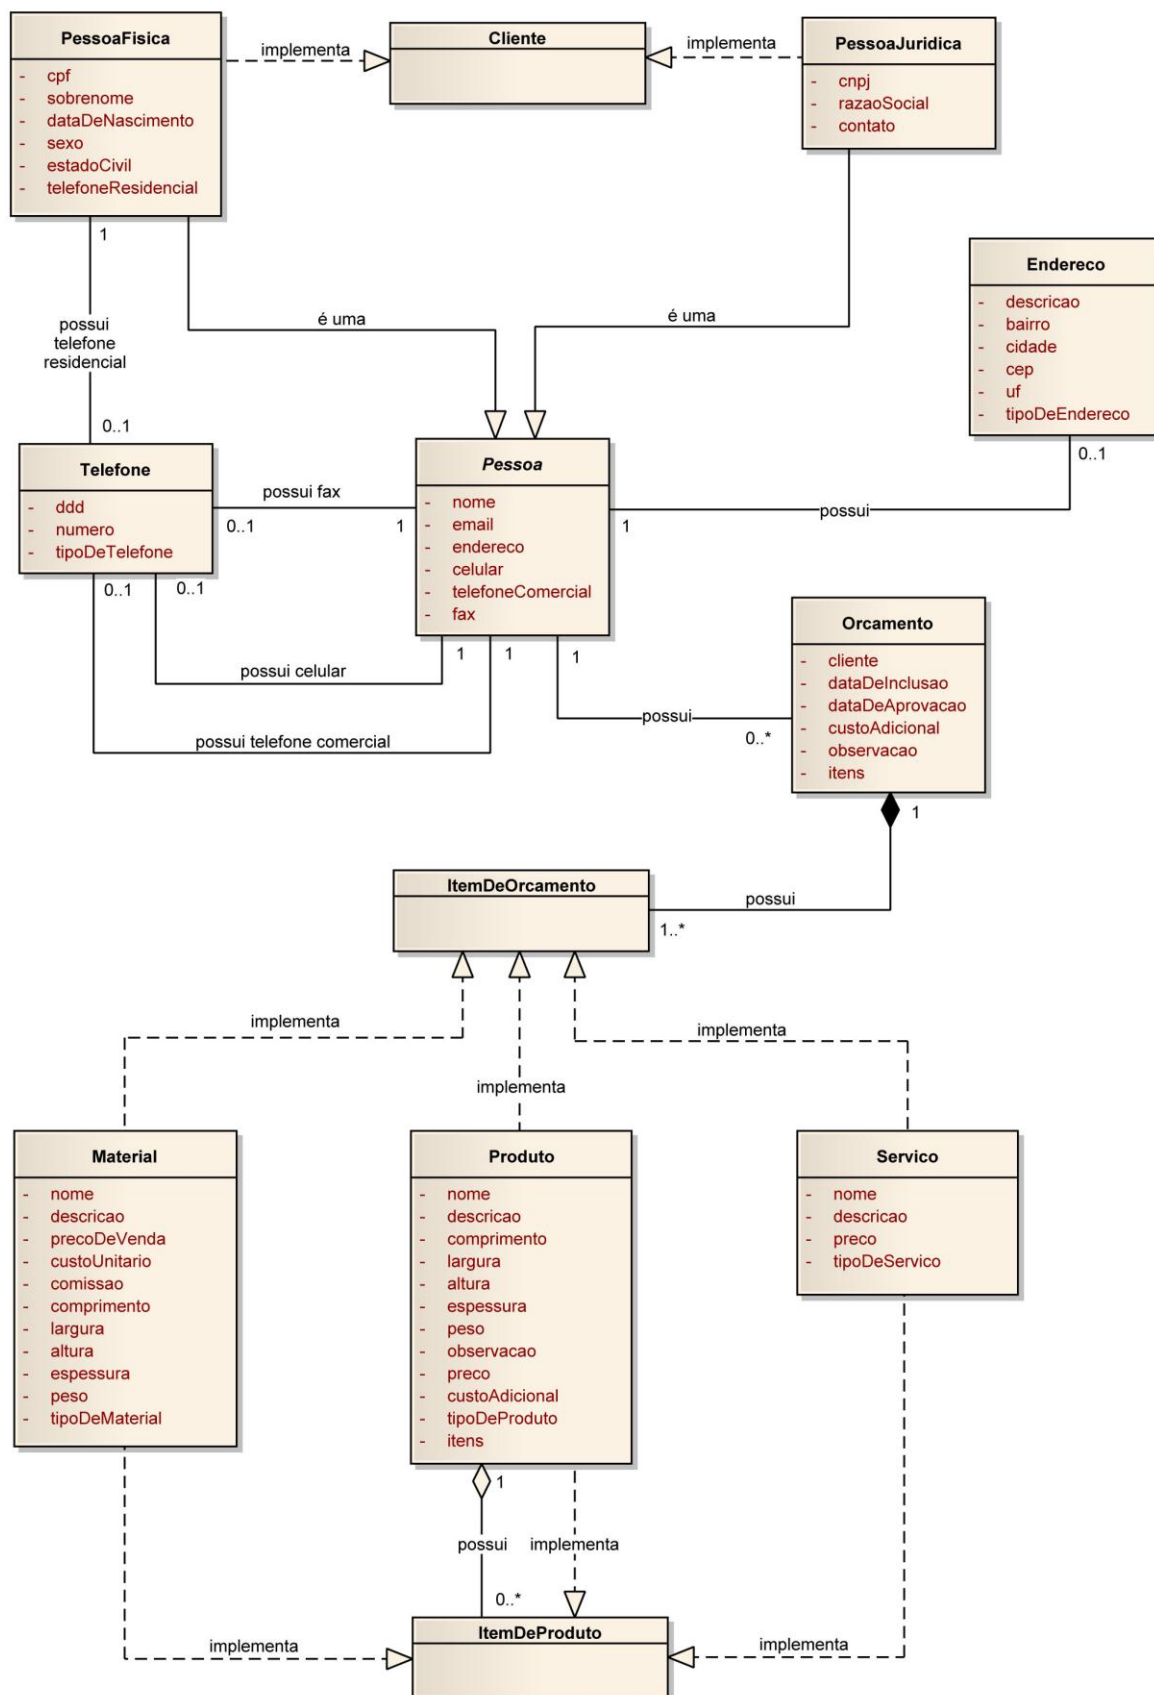 PessoaFisica
- cpf
- sobrenome
- dataDeNascimento
- sexo
- estadoCivil
- telefoneResidencial
implementa
Cliente
implementa
PessoaJuridica
- cnpj
- razaoSocial
- contato
1
possui
telefone
residencial
0..1
é uma
é uma
Endereco
- descricao
- bairro
- cidade
- cep
- uf
- tipoDeEndereco
0..1
Telefone
- ddd
- numero
- tipoDeTelefone
possui fax
0..1
1
Pessoa
- nome
- email
- endereco
- celular
- telefoneComercial
- fax
1
possui
0..1
0..1
1
1
1
possui celular
possui telefone comercial
possui
0..*
Orcamento
- cliente
- dataDeInclusao
- dataDeAprovacao
- custoAdicional
- observacao
- itens
1
ItemDeOrcamento
possui
1..*
implementa
implementa
implementa
Material
- nome
- descricao
- precoDeVenda
- custoUnitario
- comissao
- comprimento
- largura
- altura
- espessura
- peso
- tipoDeMaterial
Produto
- nome
- descricao
- comprimento
- largura
- altura
- espessura
- peso
- observacao
- preco
- custoAdicional
- tipoDeProduto
- itens
Servico
- nome
- descricao
- preco
- tipoDeServico
1
possui
implementa
0..*
implementa
ItemDeProduto
implementa